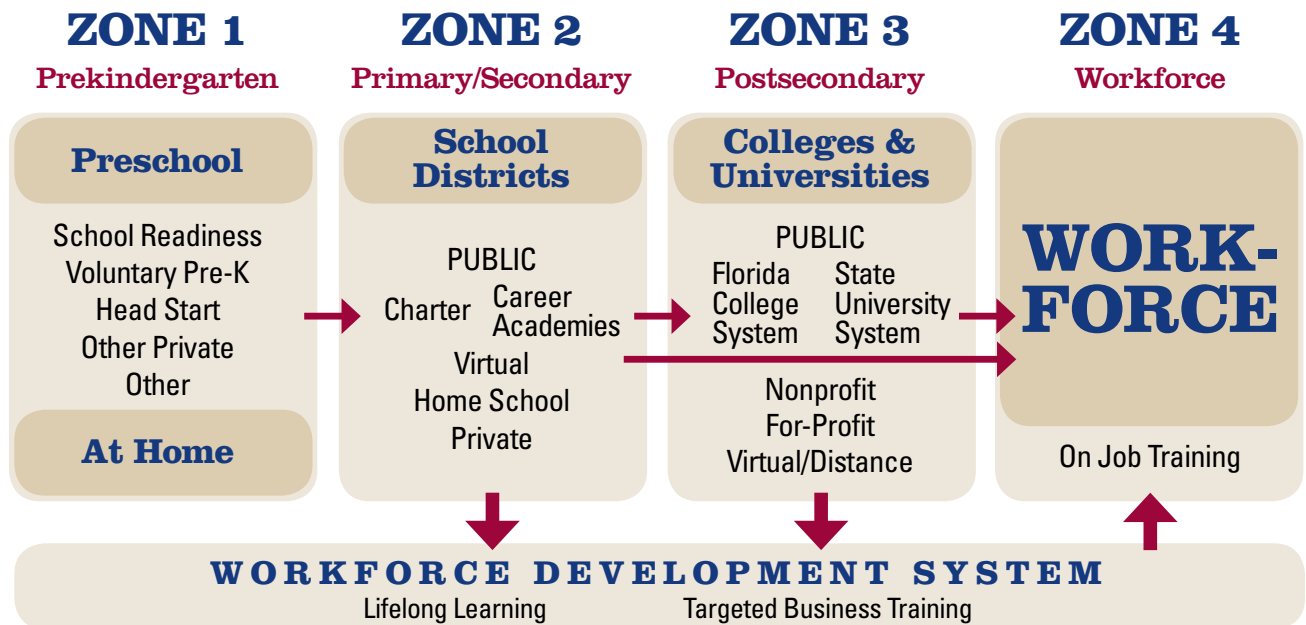 ZONE 1
Prekindergarten
Preschool
School Readiness
Voluntary Pre-K
Head Start
Other Private
Other
At Home
ZONE 2
Primary/Secondary
School
Districts
PUBLIC
Charter
Career
Academies
Virtual
Home School
Private
ZONE 3
Postsecondary
Colleges &
Universities
PUBLIC
Florida
College
System
State
University
System
Nonprofit
For-Profit
Virtual/Distance
ZONE 4
Workforce
WORK-
FORCE
On Job Training
WORKFORCE DEVELOPMENT SYSTEM
Lifelong Learning
Targeted Business Training